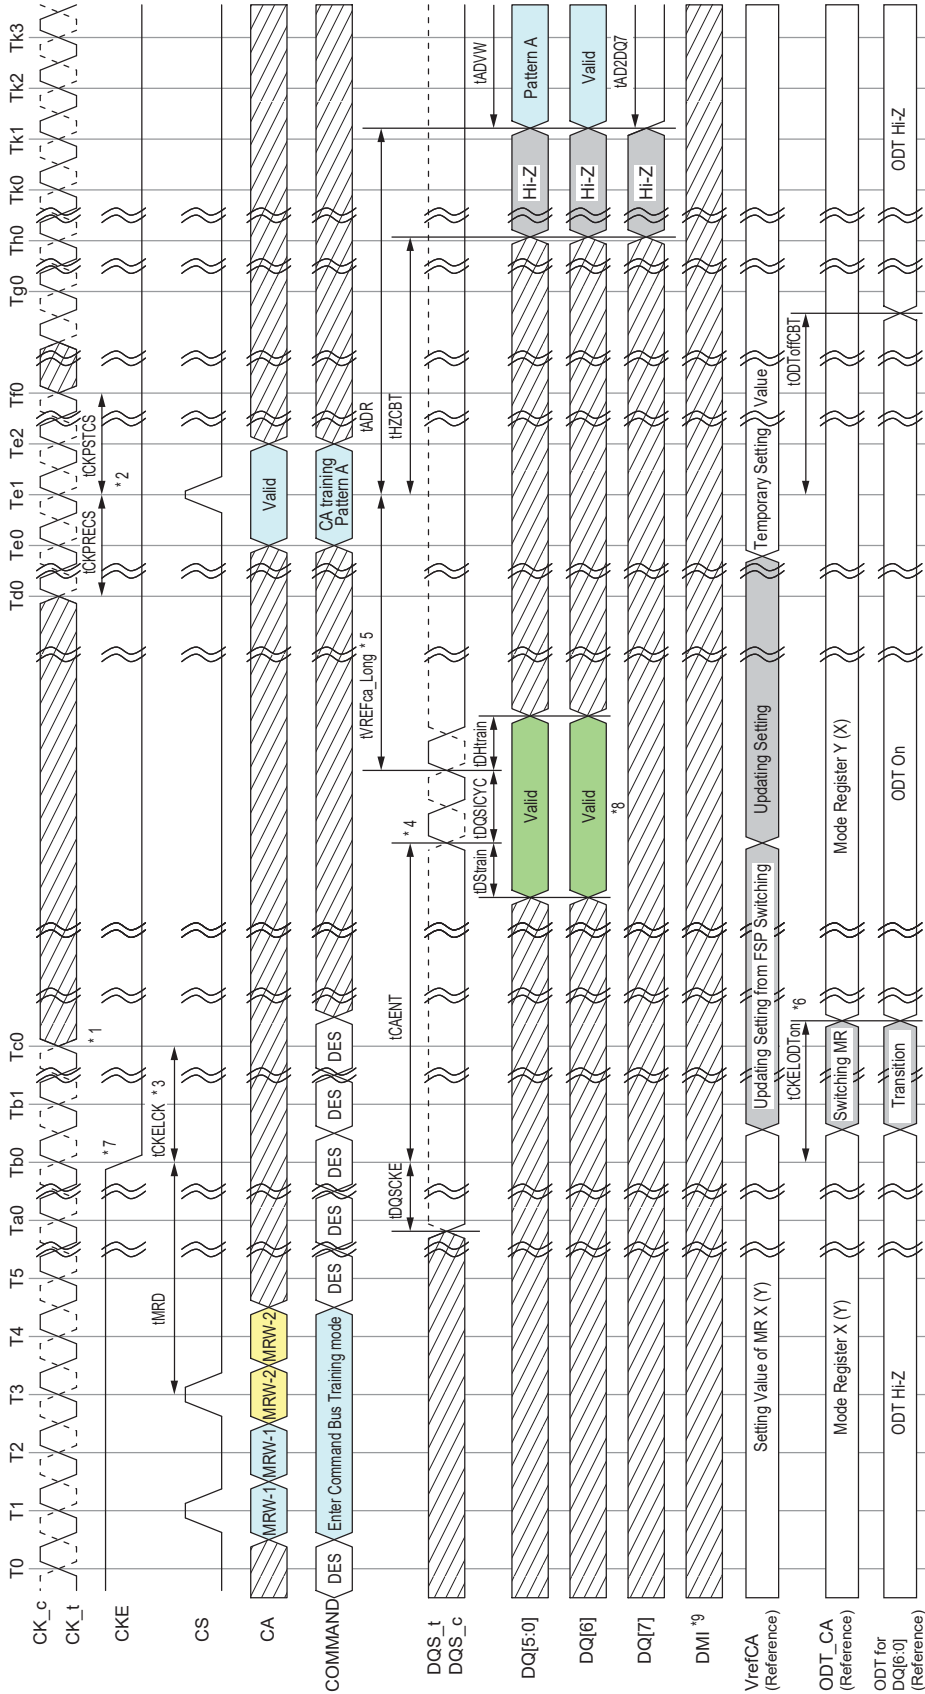 T0 T1 T2 T3 T4 T5 Ta0 Tb0 Tb1 Tc0 Td0 Te0 Te1 Te2 Tf0 Tg0 Th0 Tk0 Tk1 Tk2 Tk3
CK_c
CK_t
*1
tCKPRECS tCKPSTCS
*2
CKE
*7
tCKELCK *3
tMRD
CS
CA
MRW-1 MRW-1 MRW-2 MRW-2 Valid
COMMAND
DES Enter Command Bus Training mode DES DES DES DES DES CA training
Pattern A
tVREFca_Long *5 tADR
tDQSCKE tCAENT tHZCBT
*4
DQS_t
DQS_c
tDStrain tDQSICYC tDHtrain tADVW
DQ[5:0]
Valid Hi-Z Pattern A
DQ[6]
Valid Hi-Z Valid
*8
DQ[7]
Hi-Z
tAD2DQ7
DMI *9
VrefCA
(Reference)
Setting Value of MR X (Y) Updating Setting from FSP Switching Updating Setting Temporary Setting Value
tCKELODTon *6 tODToffCBT
ODT_CA
(Reference)
Mode Register X (Y) Switching MR Mode Register Y (X)
ODT for
DQ[6:0]
(Reference)
ODT Hi-Z Transition ODT On ODT Hi-Z